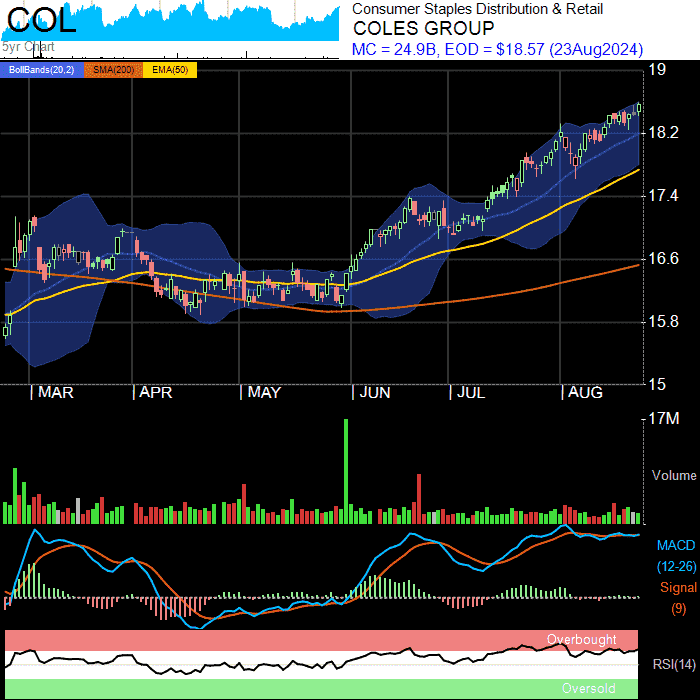 COL
5yr Chart
Consumer Staples Distribution & Retail
COLES GROUP
MC = 24.9B, EOD = $18.57 (23Aug2024)
BollBands(20,2) SMA(200) EMA(50)
19
18.2
17.4
16.6
15.8
15
MAR APR MAY JUN JUL AUG
17M
Volume
MACD
(12-26)
Signal
(9)
Overbought
RSI(14)
Oversold